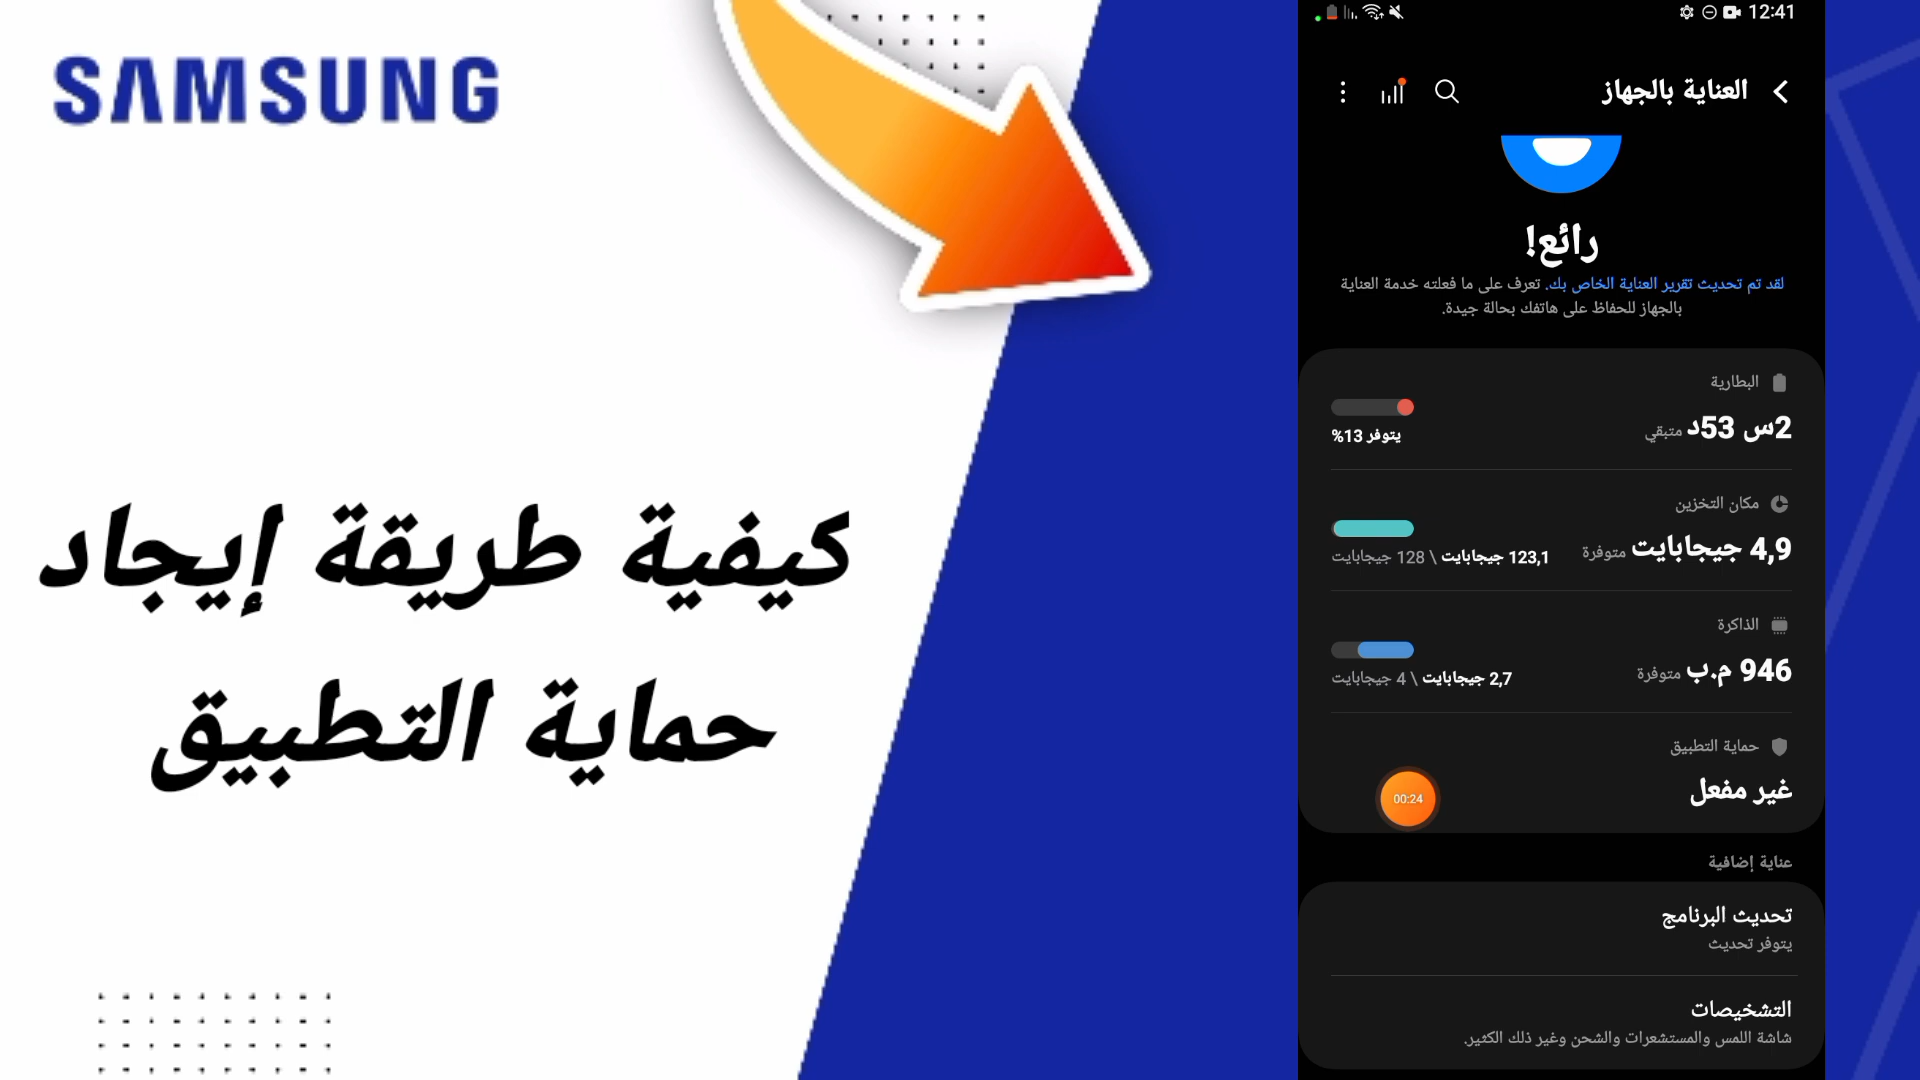 SAMSUNG
كيفية طريقة إيجاد
حماية التطبيق
12:41
العناية بالجهاز
رائع!
لقد تم تحديث تقرير العناية الخاص بك. تعرف على ما فعلته خدمة العناية
بالجهاز للحفاظ على هاتفك بحالة جيدة.
البطارية
2س 53د متبقي
يتوفر 13%
مكان التخزين
4,9 جيجابايت متوفرة
123,1 جيجابايت \ 128 جيجابايت
الذاكرة
946 م.ب متوفرة
2,7 جيجابايت \ 4 جيجابايت
حماية التطبيق
غير مفعل
00:24
عناية إضافية
تحديث البرنامج
يتوفر تحديث
التشخيصات
شاشة اللمس والمستشعرات والشحن وغير ذلك الكثير.